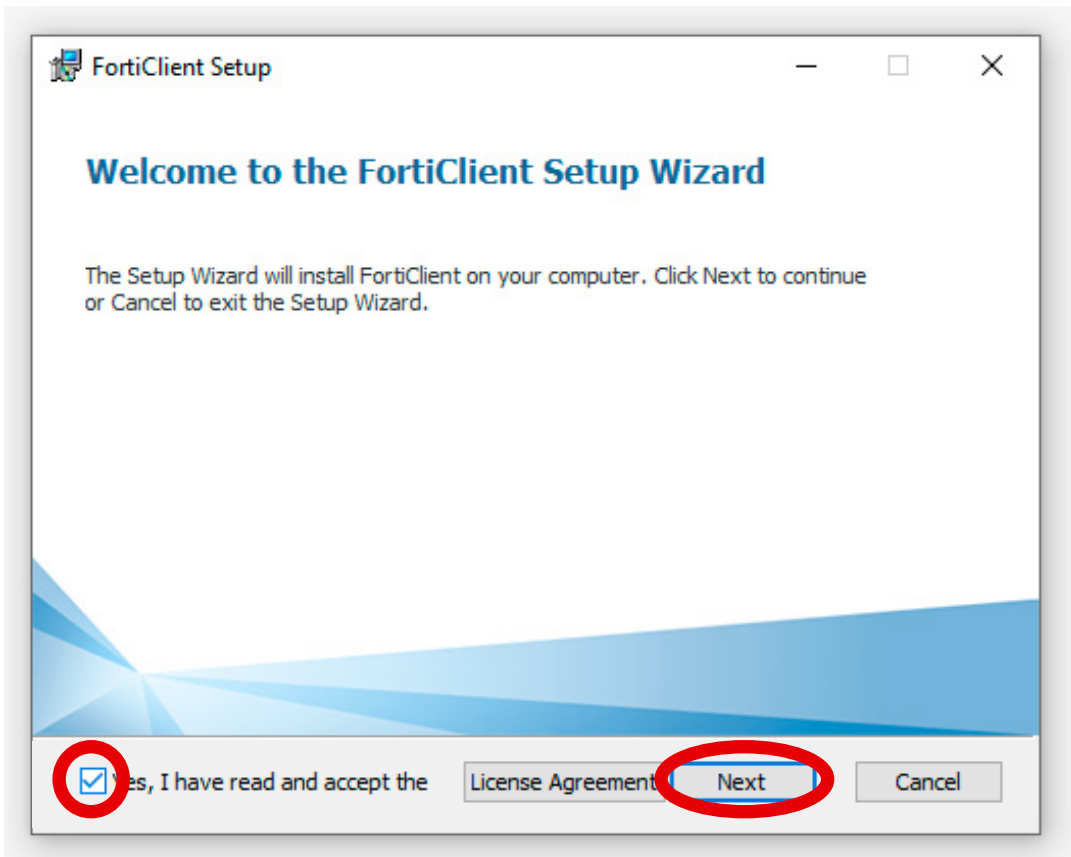 FortiClient Setup
Welcome to the FortiClient Setup Wizard
The Setup Wizard will install FortiClient on your computer. Click Next to continue
or Cancel to exit the Setup Wizard.
Yes, I have read and accept the License Agreement Next Cancel